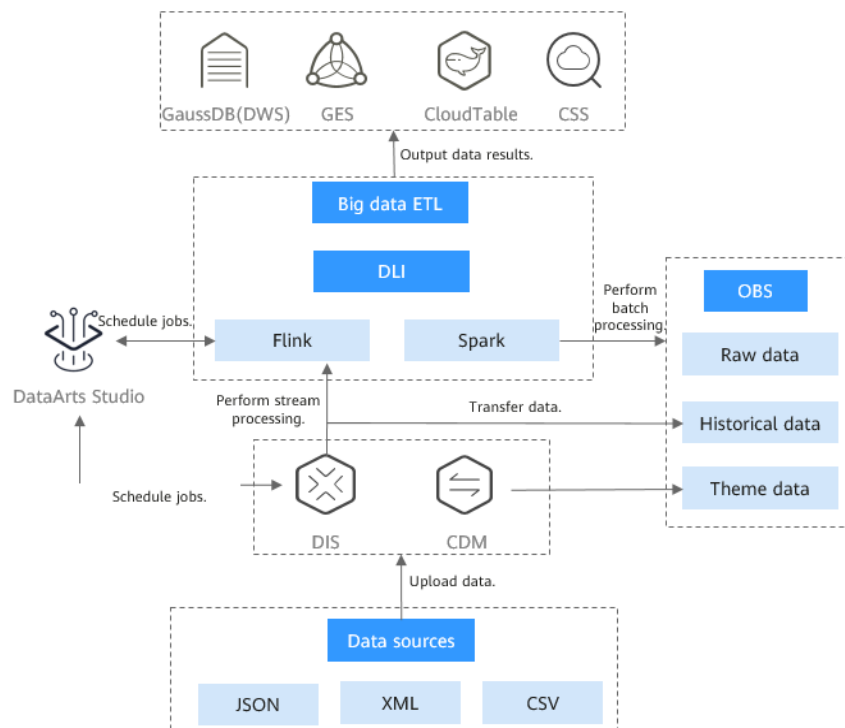 GaussDB(DWS)
GES
CloudTable
CSS
Output data results.
Big data ETL
DLI
Perform
batch
processing.
OBS
Schedule jobs.
Flink
Spark
Raw data
DataArts Studio
Perform stream
processing.
Transfer data.
Historical data
Schedule jobs.
Theme data
DIS
CDM
Upload data.
Data sources
JSON
XML
CSV